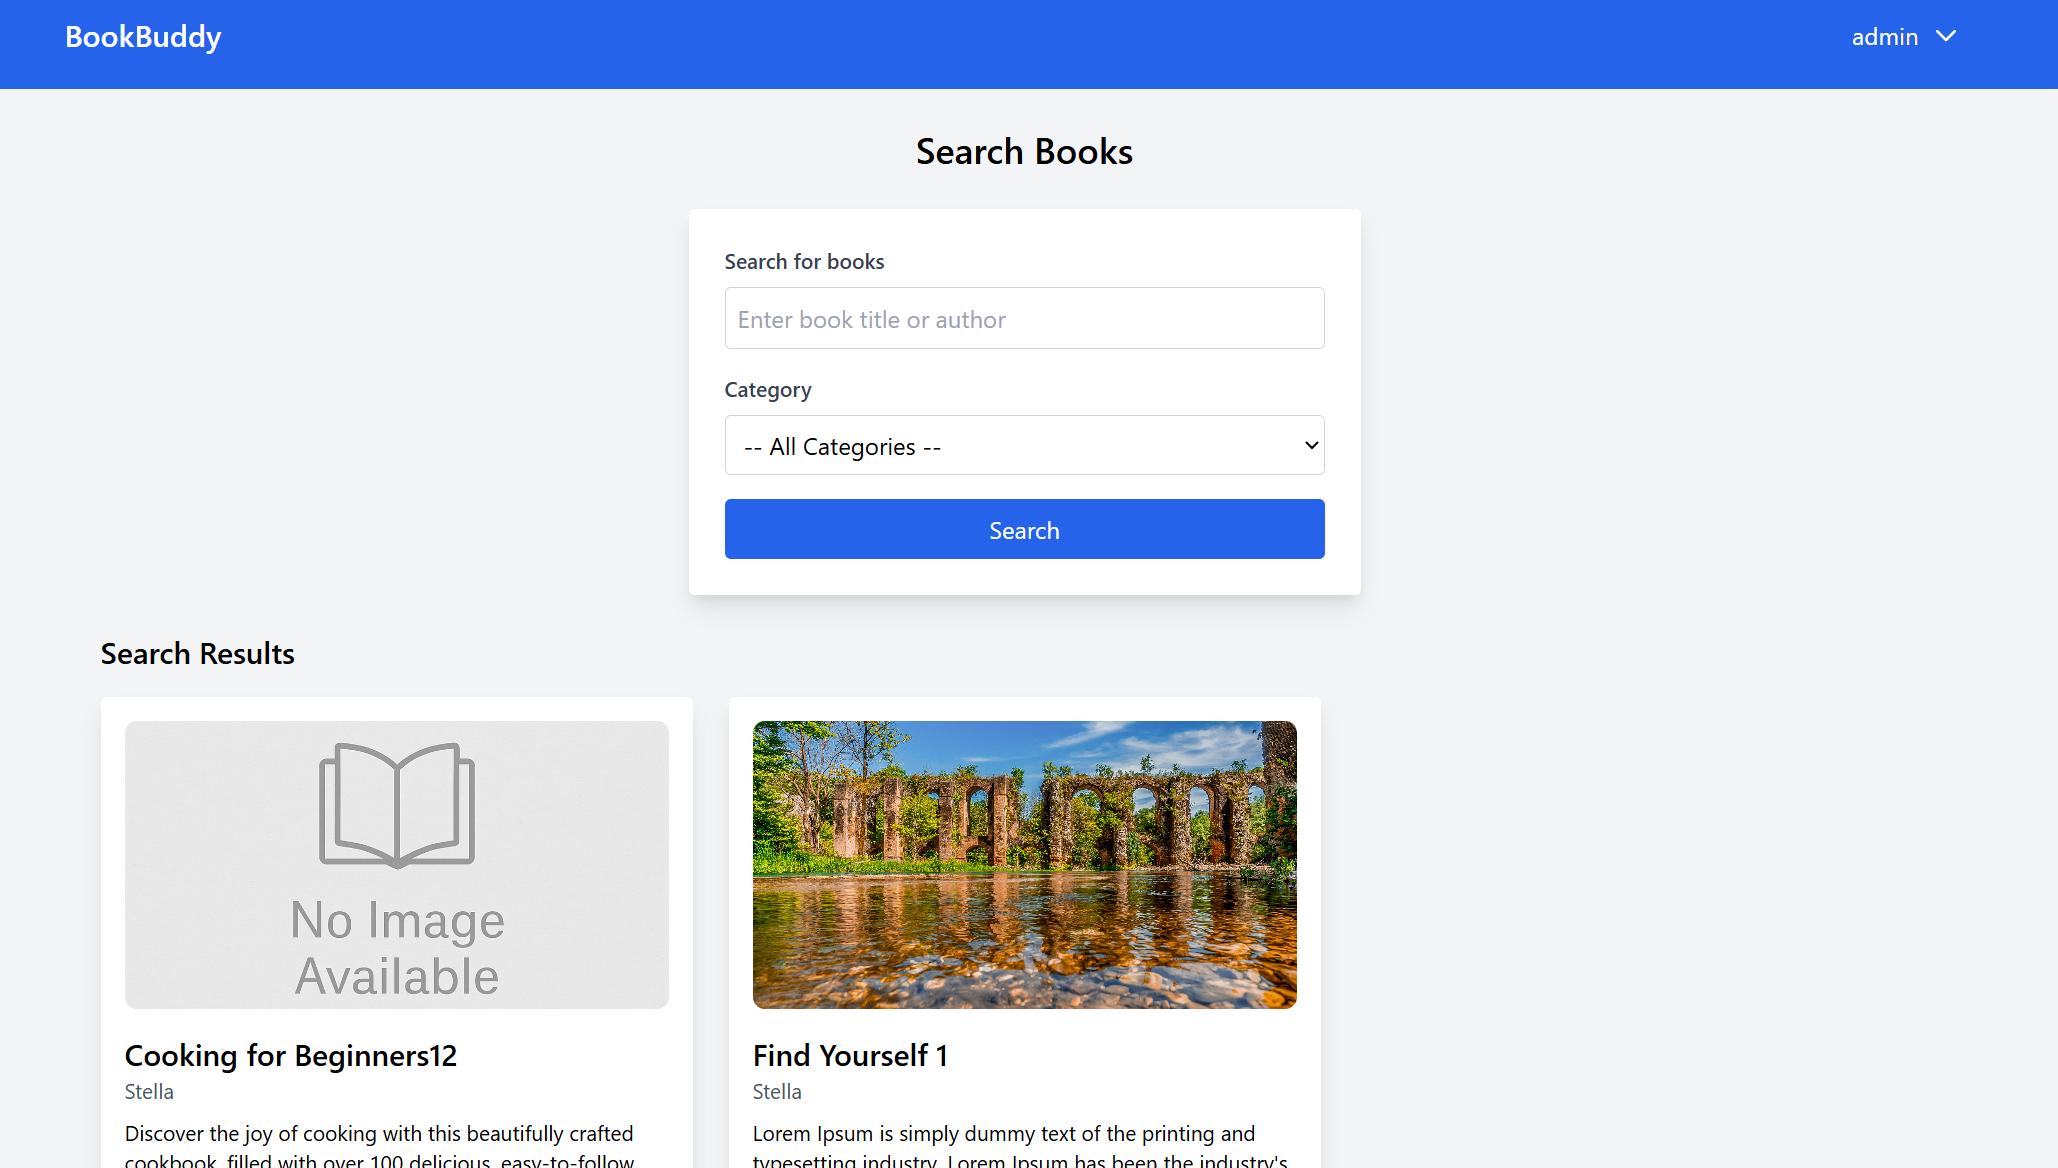 BookBuddy
admin
Search Books
Search for books
Enter book title or author
Category
-- All Categories --
Search
Search Results
No Image
Available
Cooking for Beginners12
Stella
Discover the joy of cooking with this beautifully crafted
cookbook, filled with over 100 delicious, easy-to-follow
Find Yourself 1
Stella
Lorem Ipsum is simply dummy text of the printing and
typesetting industry. Lorem Ipsum has been the industry's